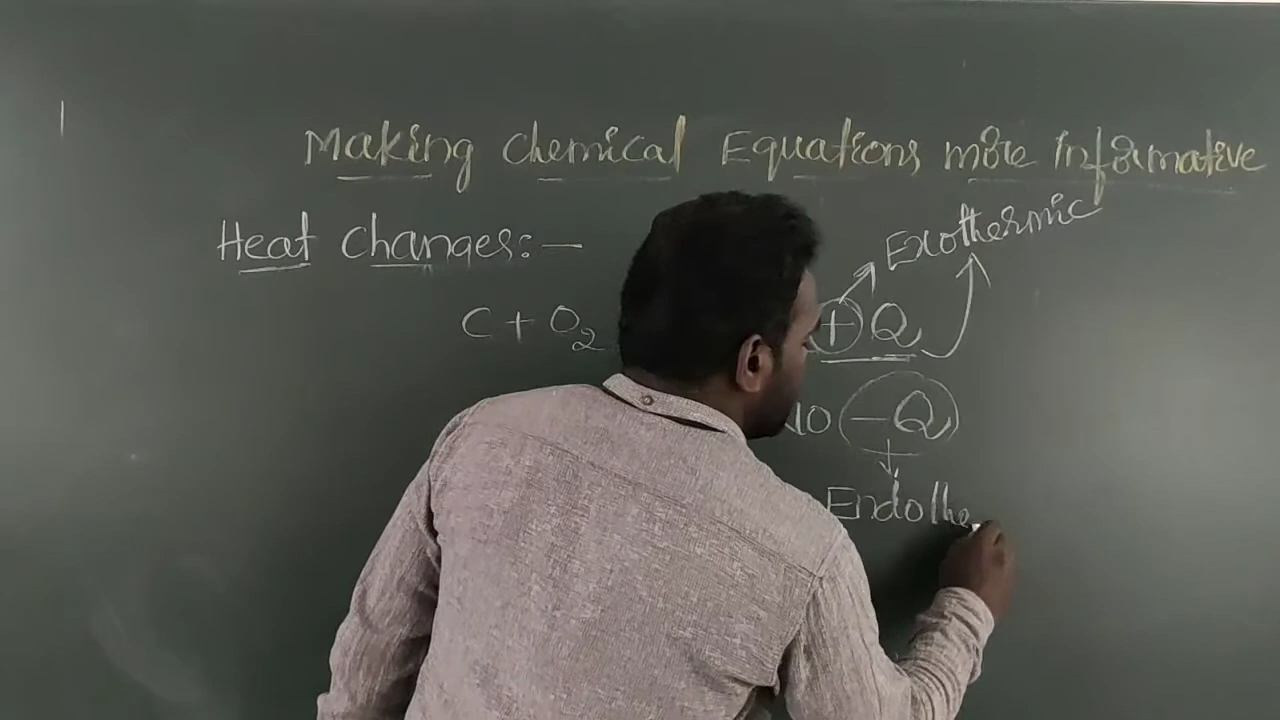 Making Chemical Equations more informative
Heat Changes:—
Exothermic
C + O2 + Q
NO - Q
Endothe